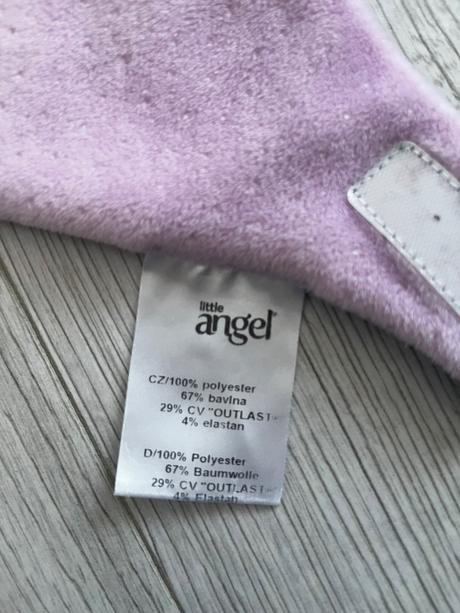 little
angel®
CZ/100% polyester
67% bavlna
29% CV "OUTLAST"
4% elastan
D/100% Polyester
67% Baumwolle
29% CV "OUTLAST"
4% Elastan